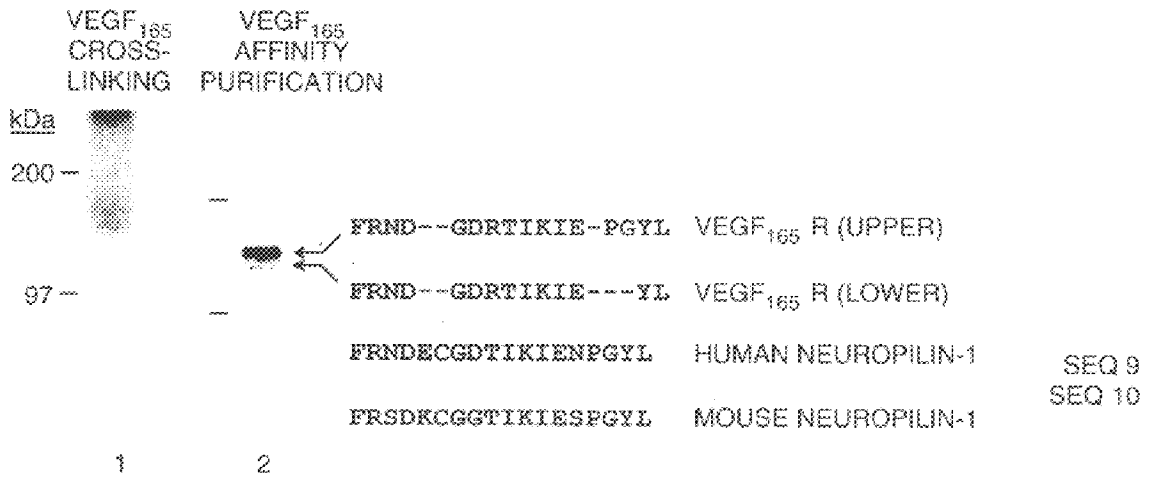 VEGF165 CROSS-LINKING
VEGF165 AFFINITY PURIFICATION
kDa
200
97
FRND--GDRTIKIE-PGYL VEGF165 R (UPPER)
FRND--GDRTIKIE---YL VEGF165 R (LOWER)
FRNDECGDTIKIENPGYL HUMAN NEUROPILIN-1
SEQ 9
SEQ 10
FRSDKCGGTIKIESPGYL MOUSE NEUROPILIN-1
1 2